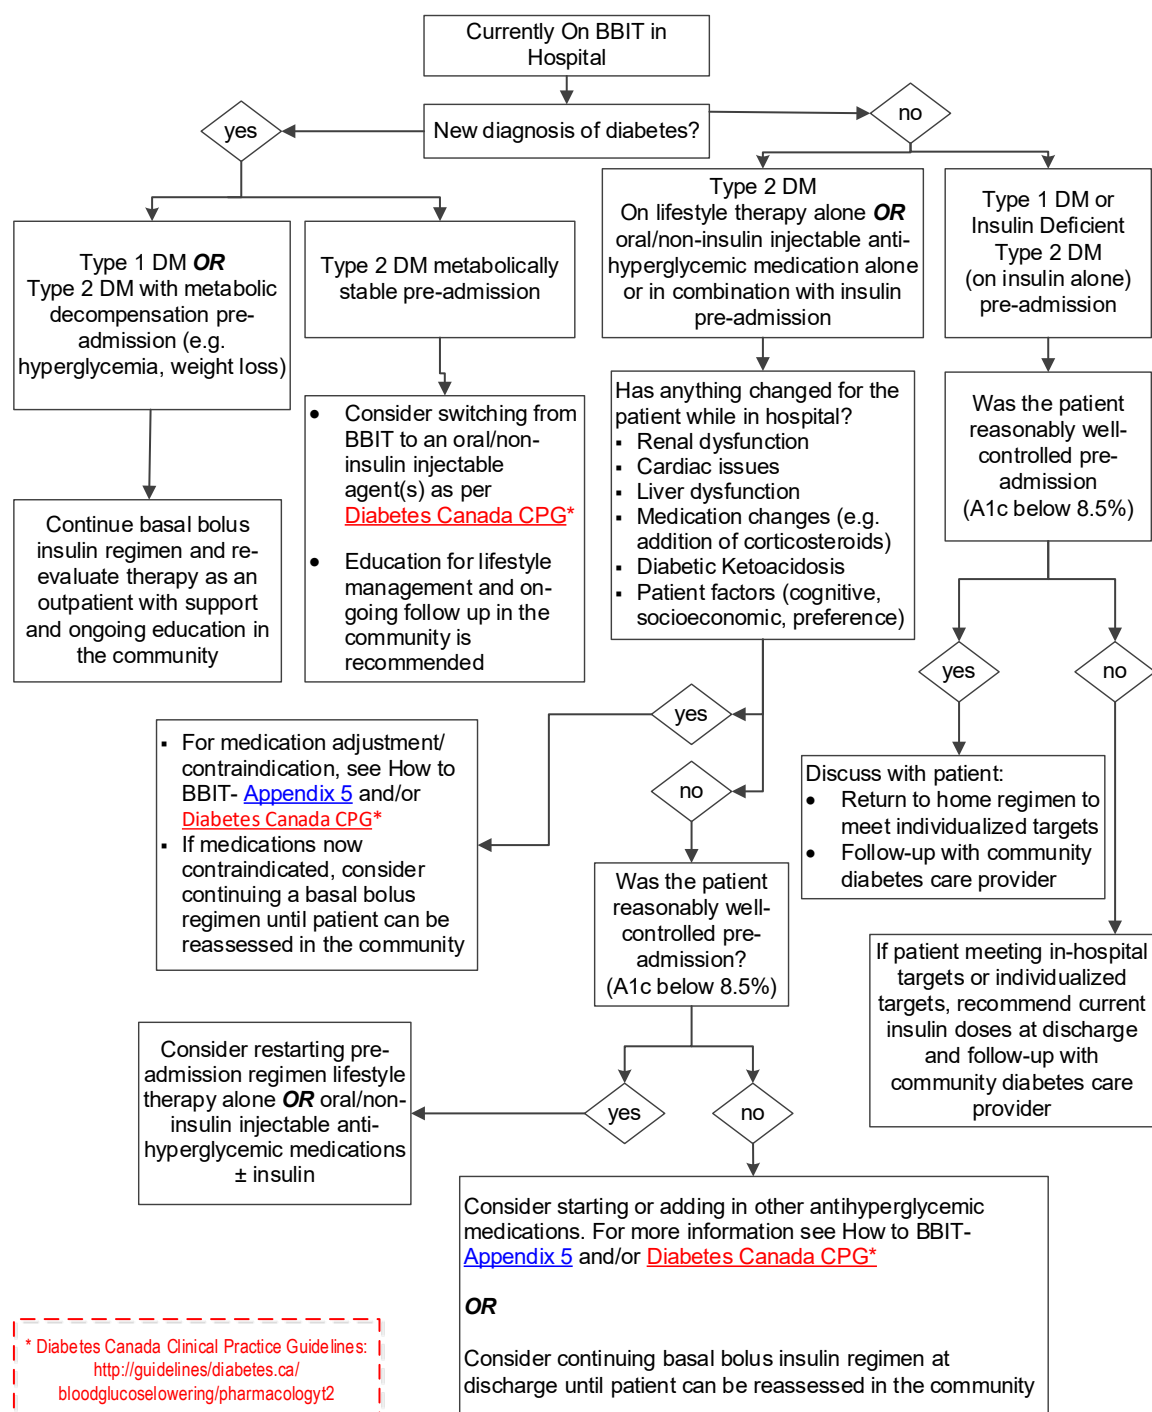 Currently On BBIT in
Hospital
New diagnosis of diabetes?
yes
no
Type 1 DM OR
Type 2 DM with metabolic
decompensation pre-
admission (e.g.
hyperglycemia, weight loss)
Type 2 DM metabolically
stable pre-admission
Type 2 DM
On lifestyle therapy alone OR
oral/non-insulin injectable anti-
hyperglycemic medication alone
or in combination with insulin
pre-admission
Type 1 DM or
Insulin Deficient
Type 2 DM
(on insulin alone)
pre-admission
Continue basal bolus
insulin regimen and re-
evaluate therapy as an
outpatient with support
and ongoing education in
the community
● Consider switching from
BBIT to an oral/non-
insulin injectable
agent(s) as per
Diabetes Canada CPG*
● Education for lifestyle
management and on-
going follow up in the
community is
recommended
Has anything changed for the
patient while in hospital?
▪ Renal dysfunction
▪ Cardiac issues
▪ Liver dysfunction
▪ Medication changes (e.g.
addition of corticosteroids)
▪ Diabetic Ketoacidosis
▪ Patient factors (cognitive,
socioeconomic, preference)
Was the patient
reasonably well-
controlled pre-
admission
(A1c below 8.5%)
yes
no
yes
no
▪ For medication adjustment/
contraindication, see How to
BBIT- Appendix 5 and/or
Diabetes Canada CPG*
▪ If medications now
contraindicated, consider
continuing a basal bolus
regimen until patient can be
reassessed in the community
Discuss with patient:
● Return to home regimen to
meet individualized targets
● Follow-up with community
diabetes care provider
Was the patient
reasonably well-
controlled pre-
admission?
(A1c below 8.5%)
If patient meeting in-hospital
targets or individualized
targets, recommend current
insulin doses at discharge
and follow-up with
community diabetes care
provider
Consider restarting pre-
admission regimen lifestyle
therapy alone OR oral/non-
insulin injectable anti-
hyperglycemic medications
± insulin
yes
no
Consider starting or adding in other antihyperglycemic
medications. For more information see How to BBIT-
Appendix 5 and/or Diabetes Canada CPG*
OR
Consider continuing basal bolus insulin regimen at
discharge until patient can be reassessed in the community
* Diabetes Canada Clinical Practice Guidelines:
http://guidelines/diabetes.ca/
bloodglucoselowering/pharmacologyt2